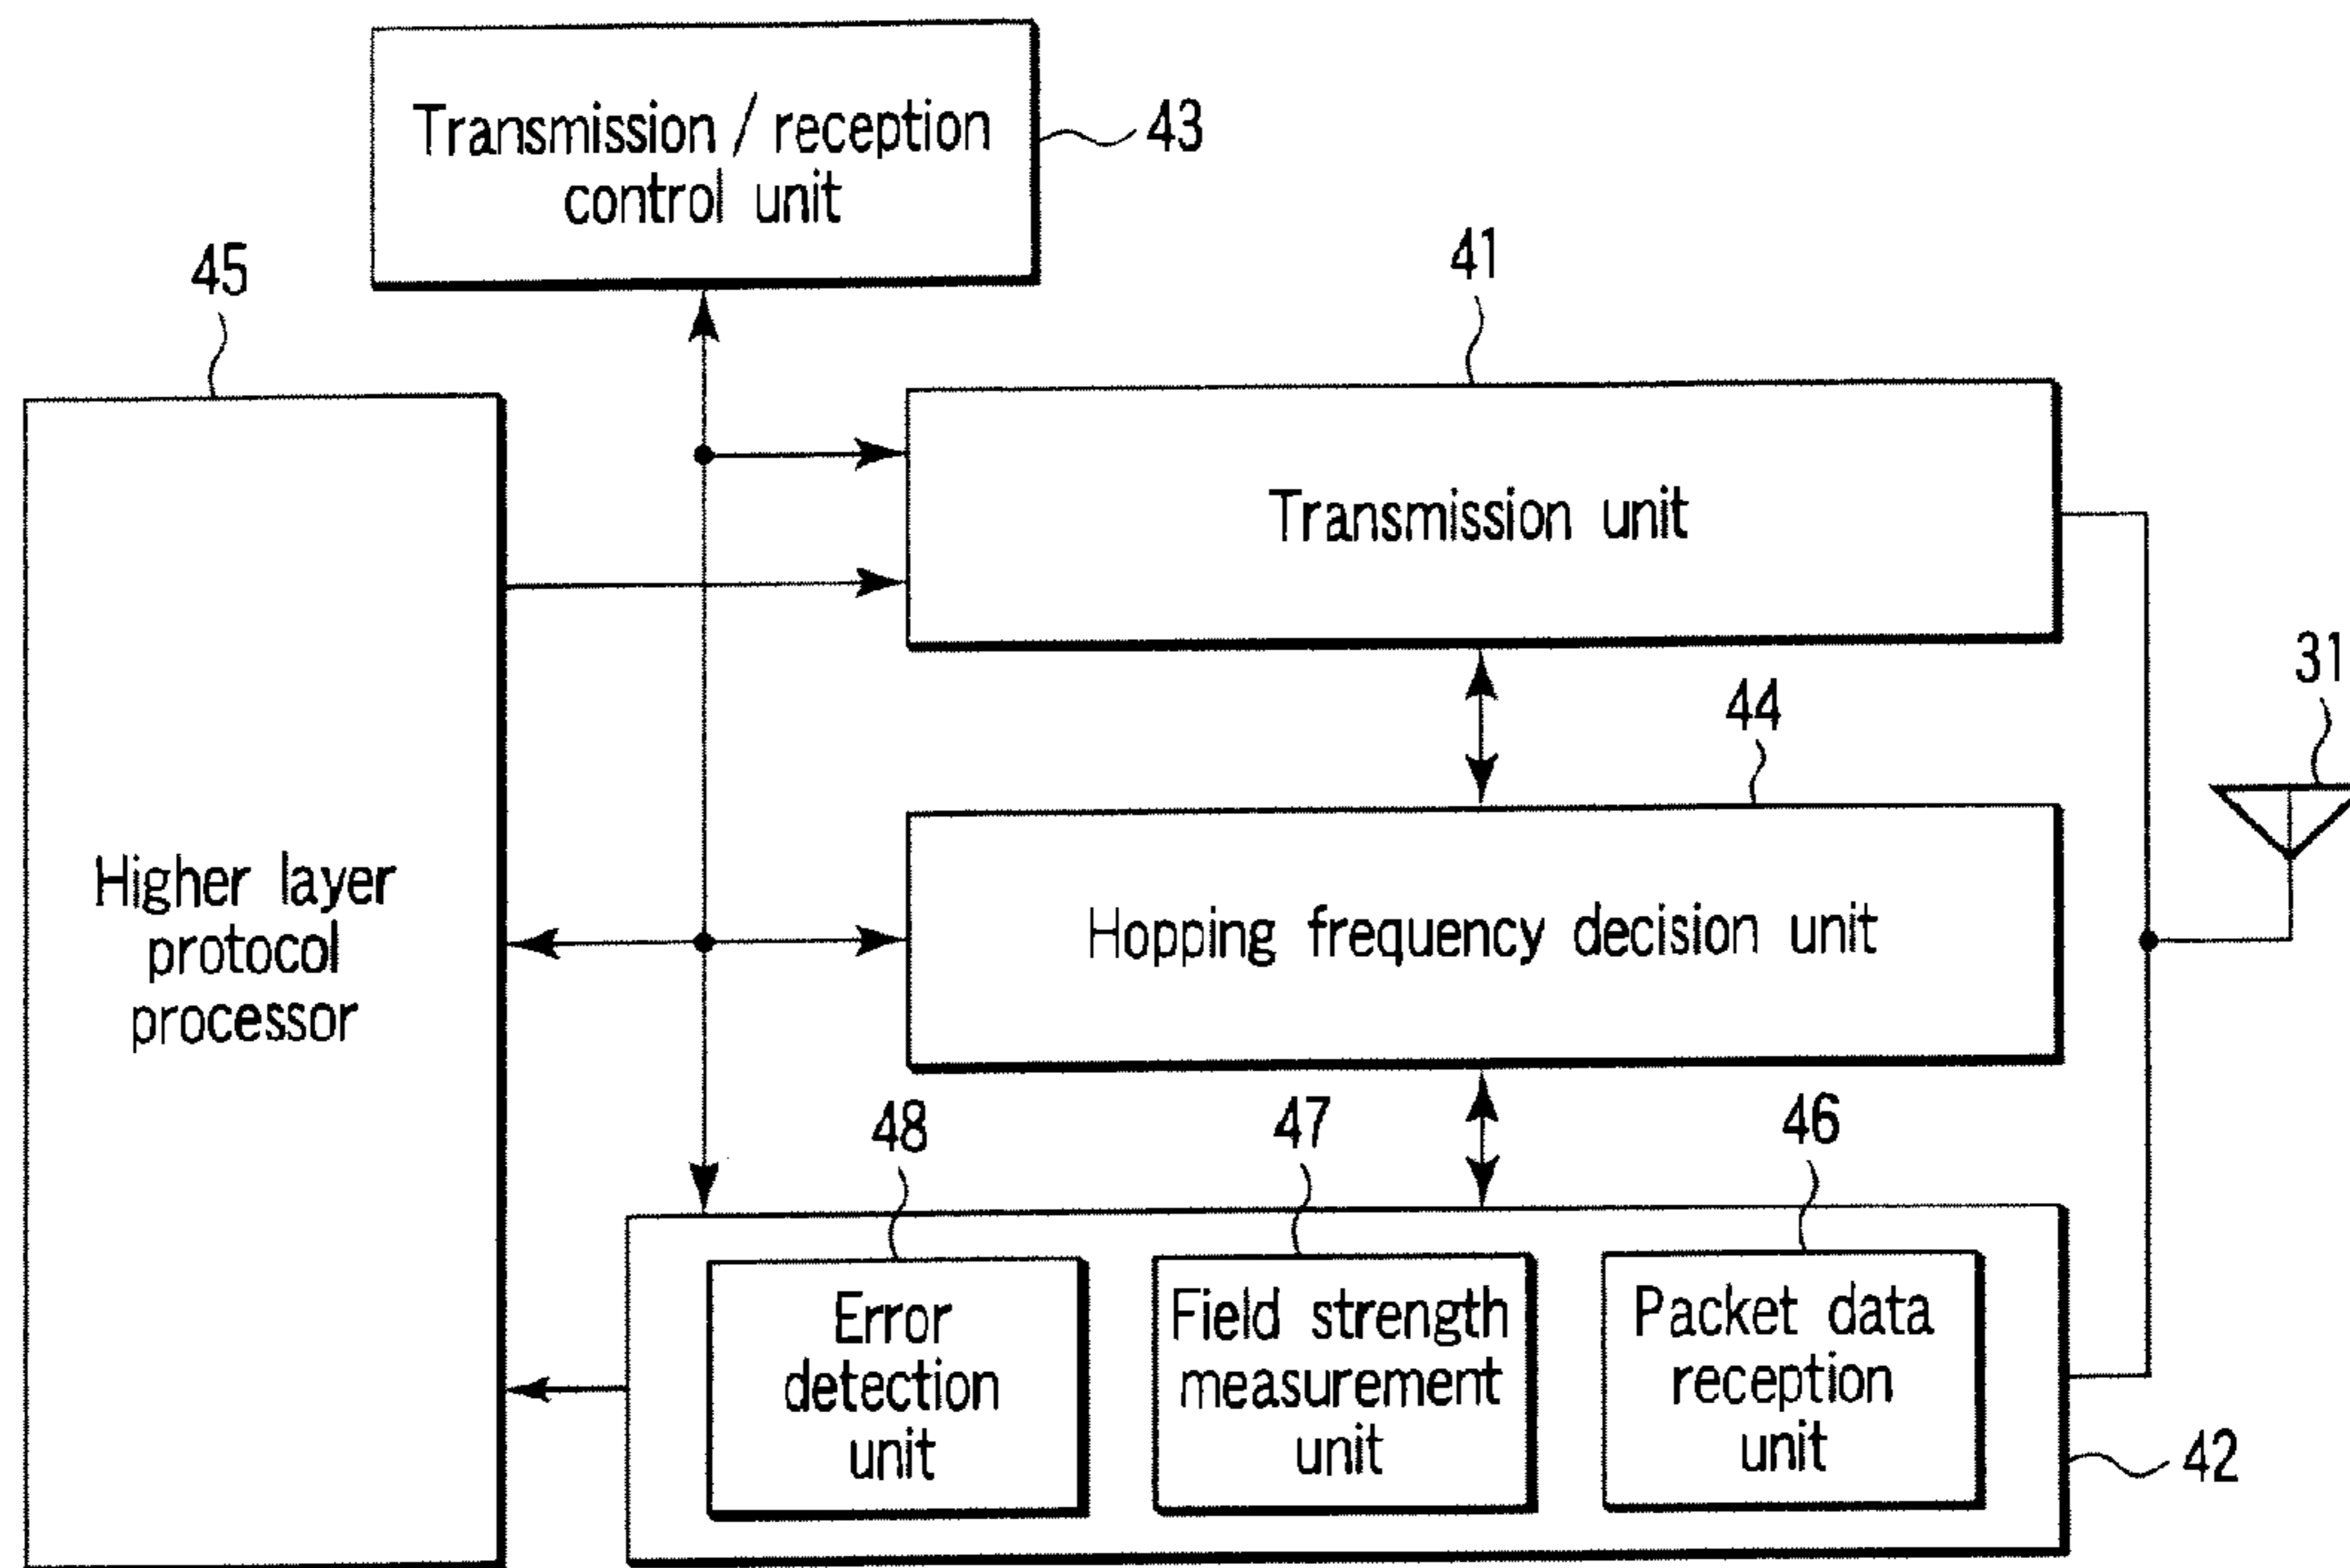 Transmission / reception
control unit
43
45
41
Transmission unit
31
44
Higher layer
protocol
processor
Hopping frequency decision unit
48
47
46
Error
detection
unit
Field strength
measurement
unit
Packet data
reception
unit
42